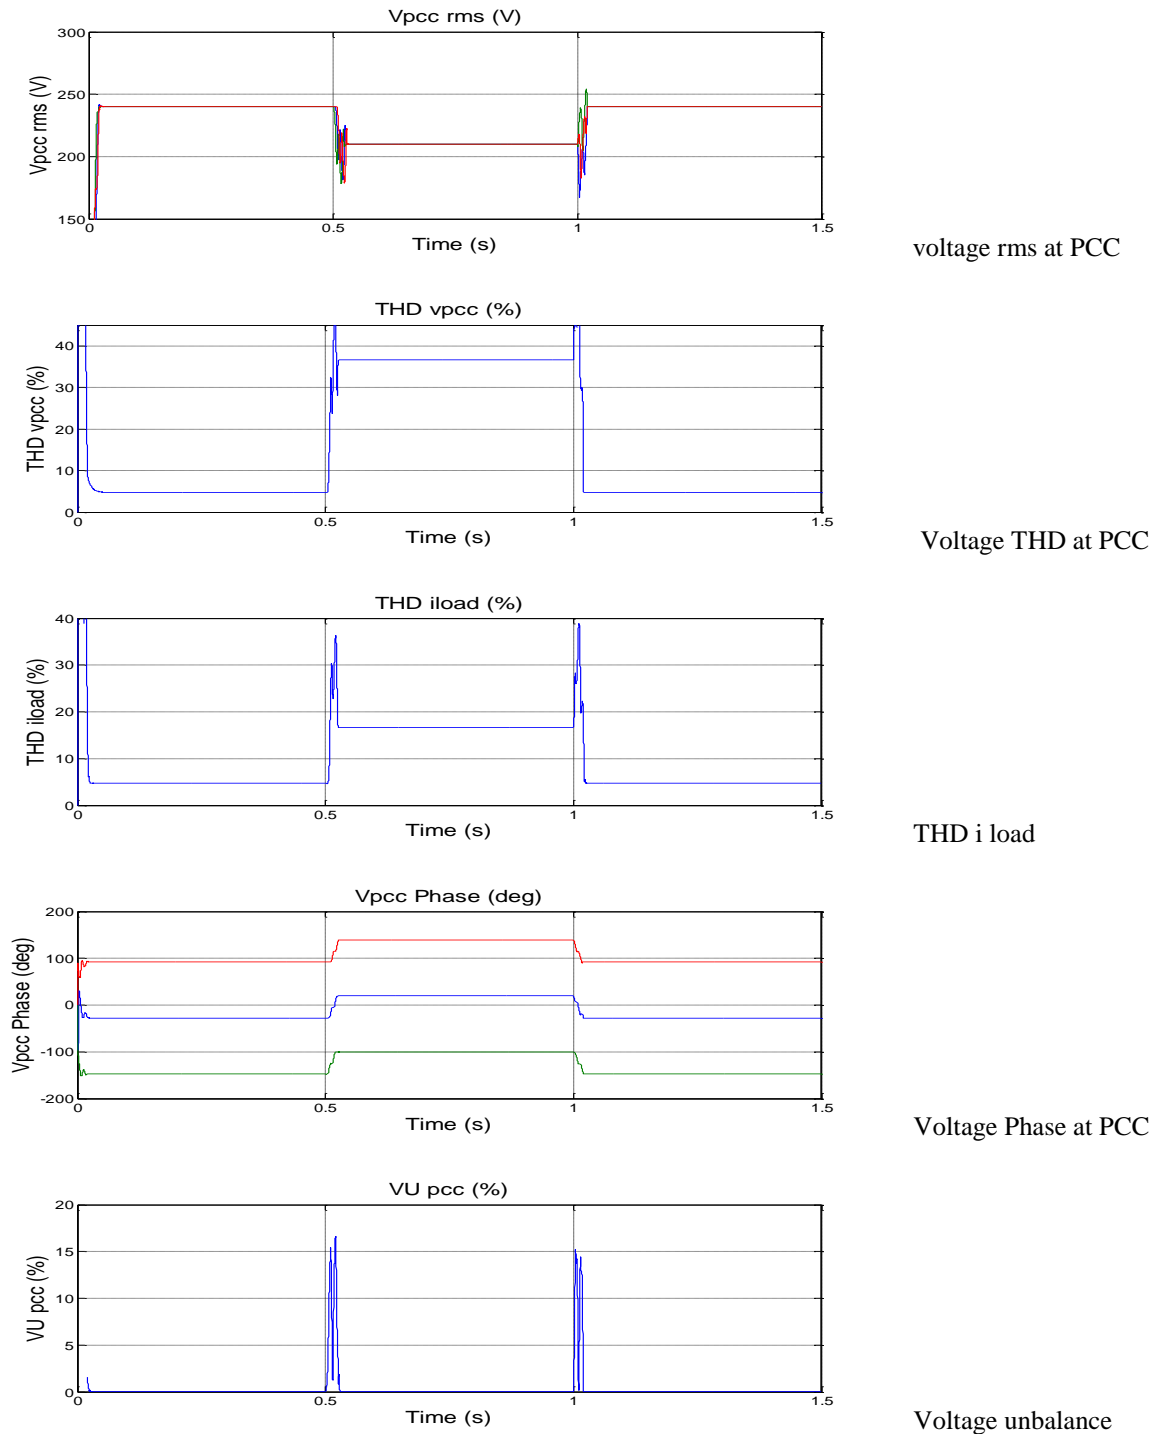 Vpcc rms (V)
300
250
200
150
Vpcc rms (V)
0 0.5 1 1.5
Time (s)
voltage rms at PCC
THD vpcc (%)
40
30
20
10
0
THD vpcc (%)
0 0.5 1 1.5
Time (s)
Voltage THD at PCC
THD iload (%)
40
30
20
10
0
THD iload (%)
0 0.5 1 1.5
Time (s)
THD i load
Vpcc Phase (deg)
200
100
0
-100
-200
Vpcc Phase (deg)
0 0.5 1 1.5
Time (s)
Voltage Phase at PCC
VU pcc (%)
20
15
10
5
0
VU pcc (%)
0 0.5 1 1.5
Time (s)
Voltage unbalance